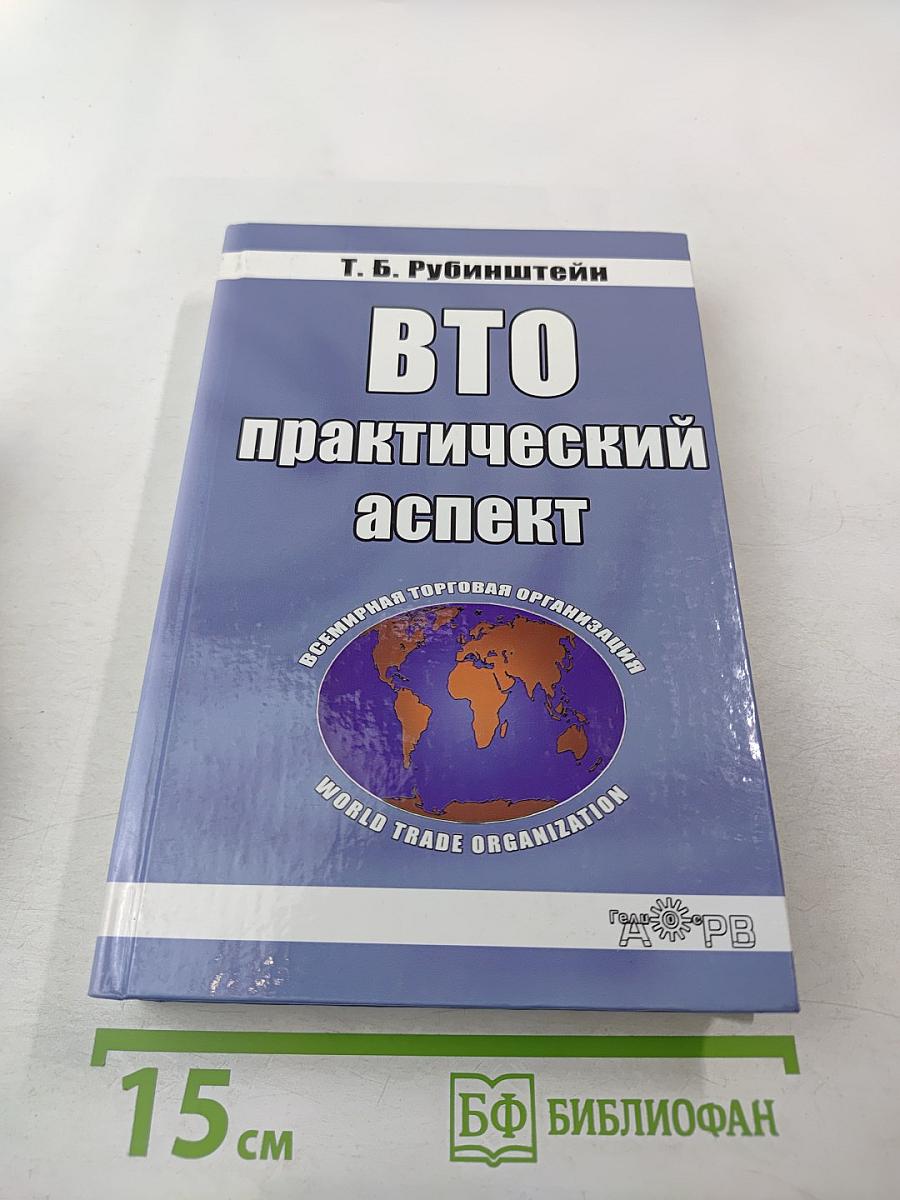 Т. Б. Рубинштейн
ВТО
практический
аспект
ВСЕМИРНАЯ ТОРГОВАЯ ОРГАНИЗАЦИЯ
WORLD TRADE ORGANIZATION
Гелиос
АРВ
15 см
БФ БИБЛИОФАН